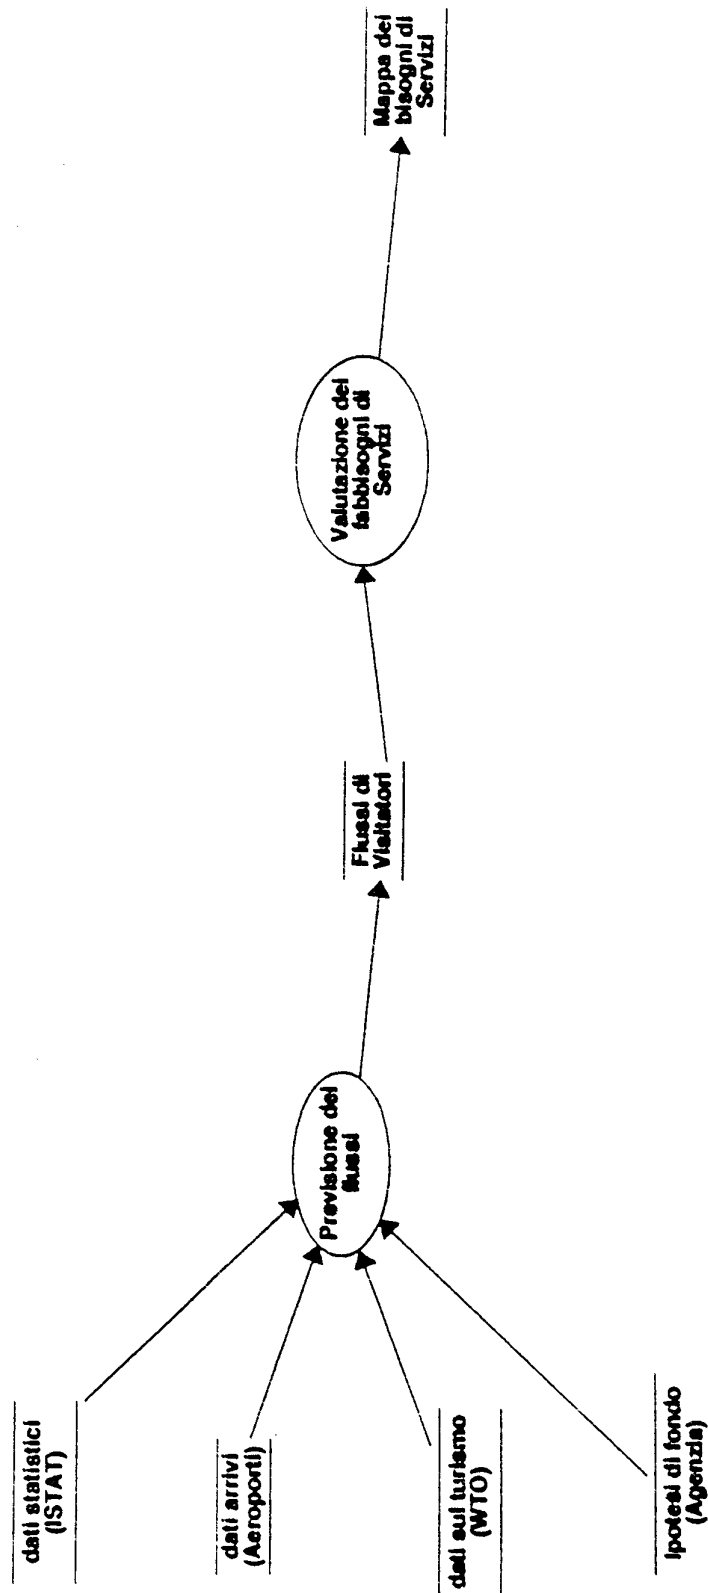 dati statistici
(ISTAT)
dati arrivi
(Aeroporti)
dati sul turismo
(WTO)
Ipotesi di fondo
(Agenzia)
Previsione dei
flussi
Flussi di
Visitatori
Valutazione dei
fabbisogni di
Servizi
Mappa dei
bisogni di
Servizi